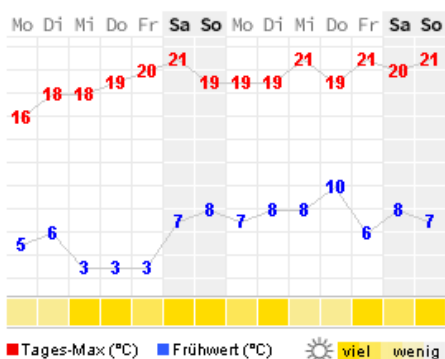 Mo Di Mi Do Fr Sa So Mo Di Mi Do Fr Sa So
16 18 18 19 20 21 19 19 19 21 19 21 20 21
5 6 3 3 3 7 8 7 8 8 10 6 8 7
Tages-Max (°C) Frühwert (°C) viel wenig